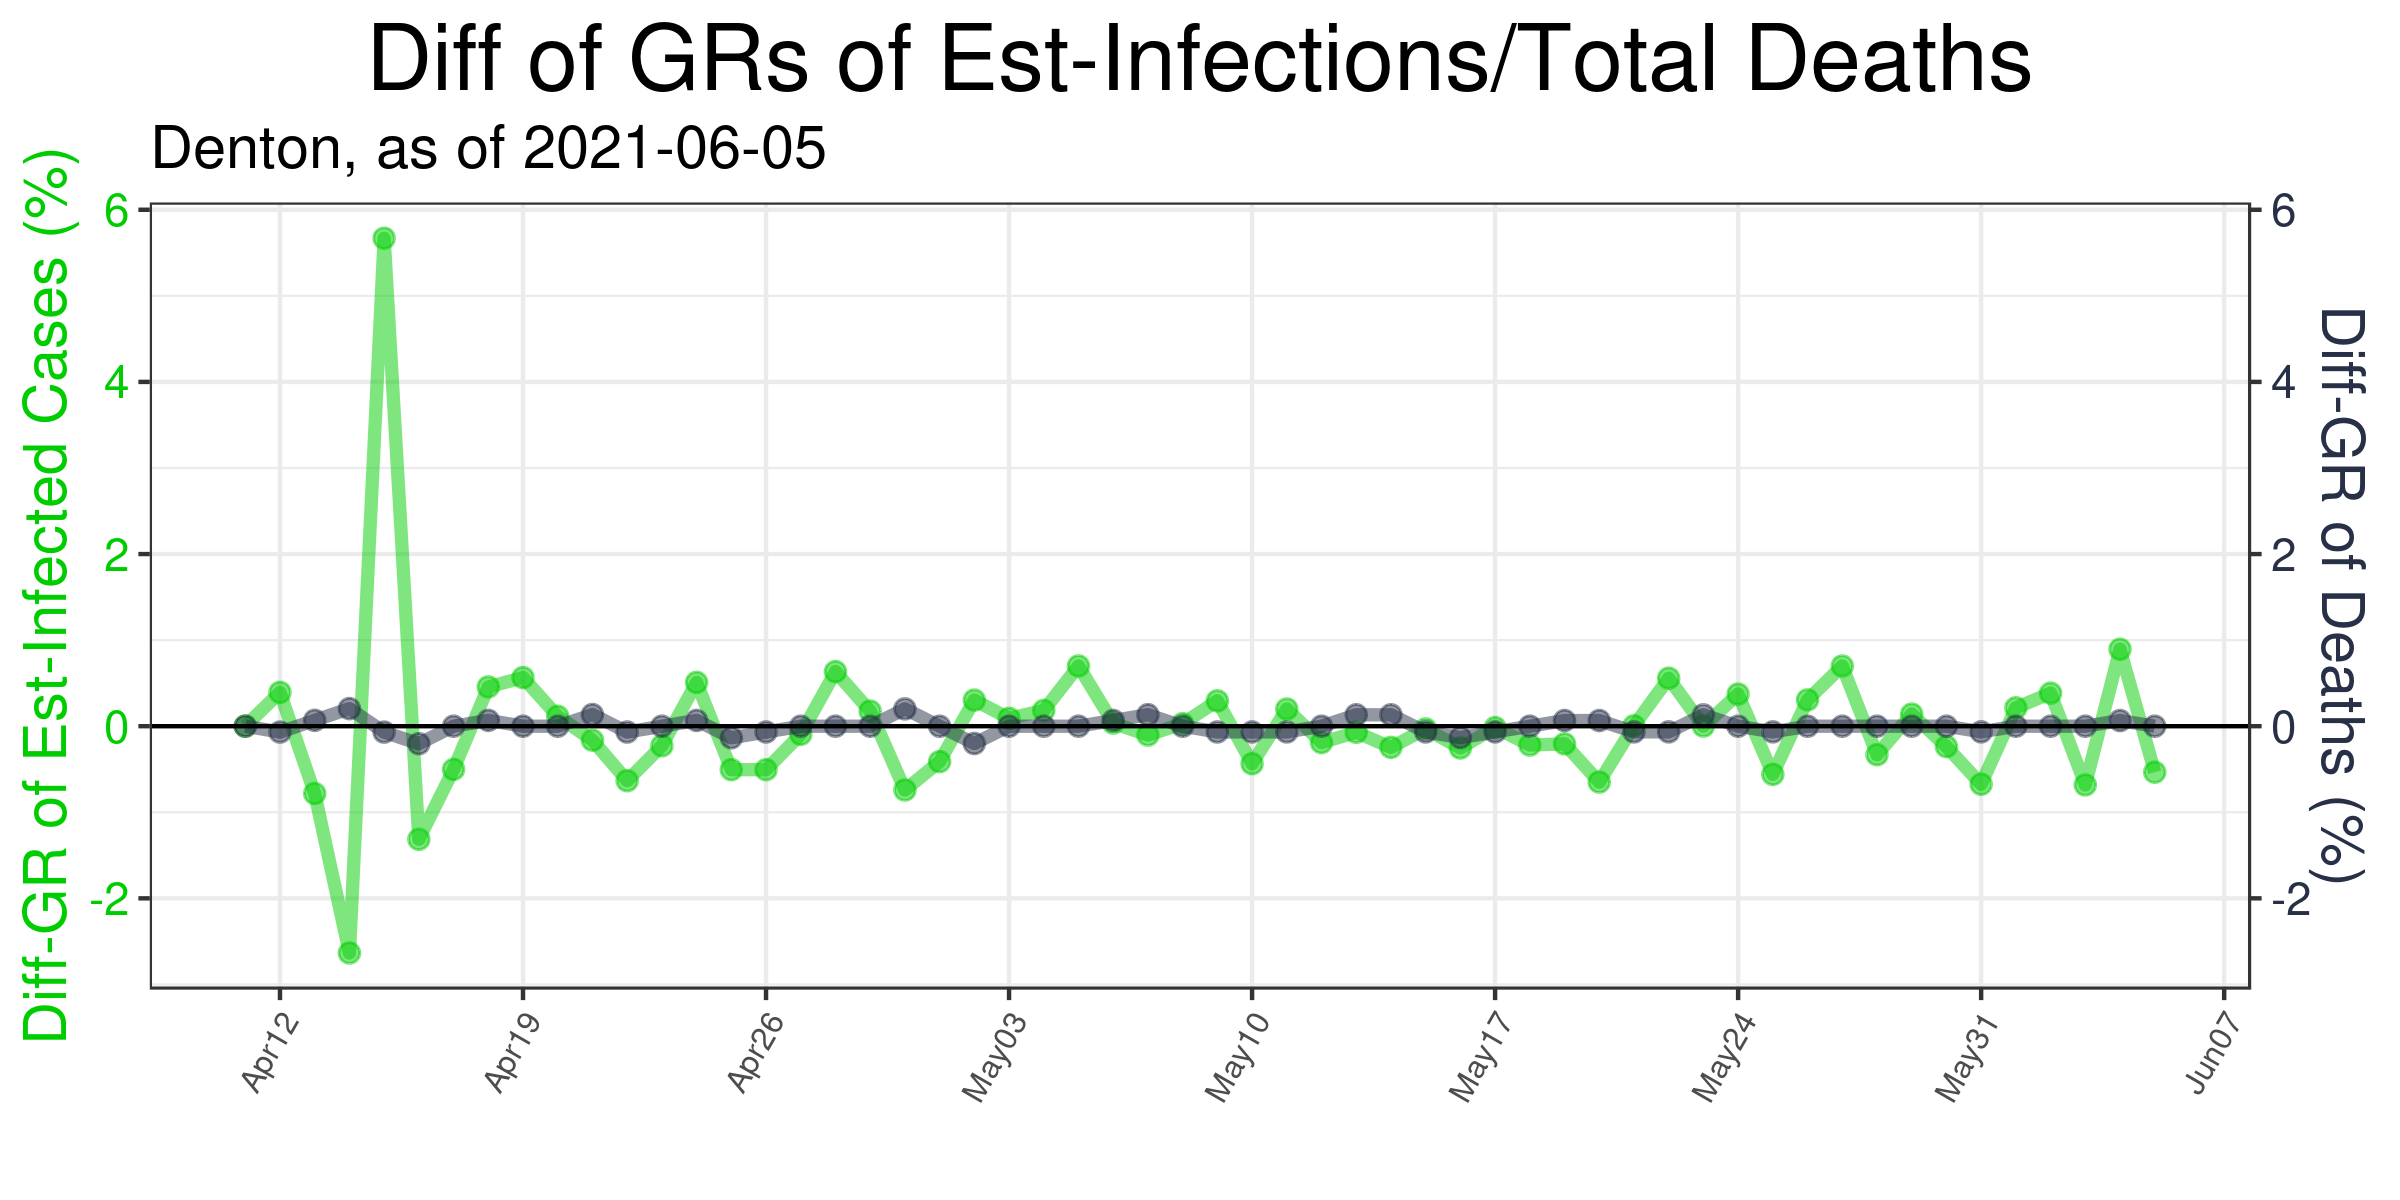 Diff of GRs of Est-Infections/Total Deaths
Denton, as of 2021-06-05
Diff-GR of Est-Infected Cases (%)
6
4
2
0
-2
6
4
2
0
-2
Diff-GR of Deaths (%)
Apr12
Apr19
Apr26
May03
May10
May17
May24
May31
Jun07